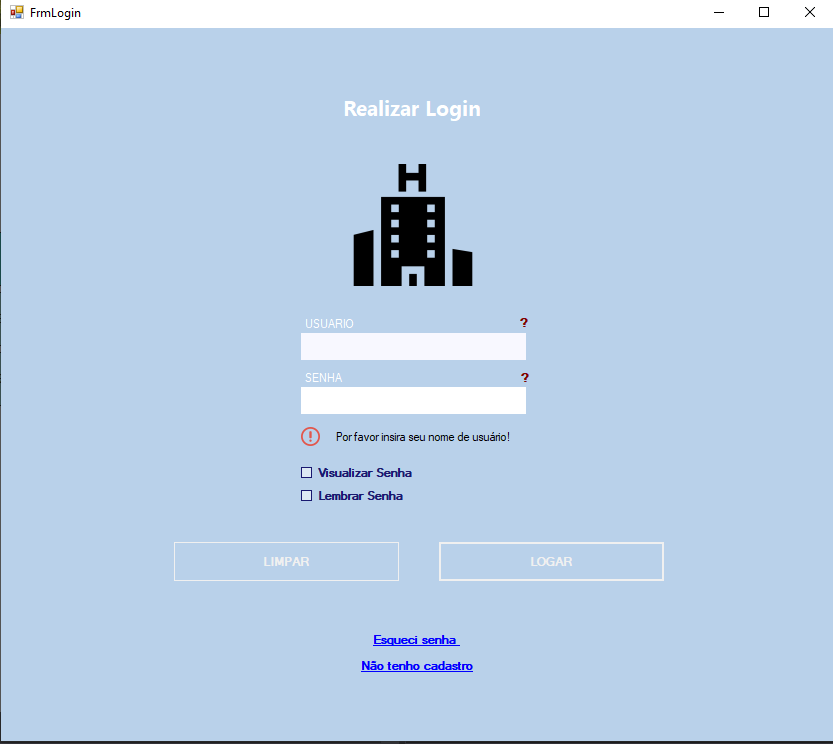 FrmLogin
Realizar Login
H
USUARIO ?
SENHA ?
Por favor insira seu nome de usuário!
Visualizar Senha
Lembrar Senha
LIMPAR LOGAR
Esqueci senha
Não tenho cadastro